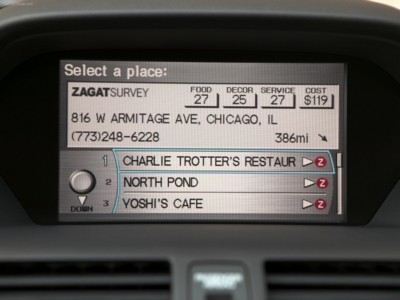 Select a place:
ZAGATSURVEY FOOD 27 DECOR 25 SERVICE 27 COST $119
816 W ARMITAGE AVE, CHICAGO, IL
(773)248-6228 386mi
1 CHARLIE TROTTER'S RESTAUR Z
2 NORTH POND Z
3 YOSHI'S CAFE Z
DOWN